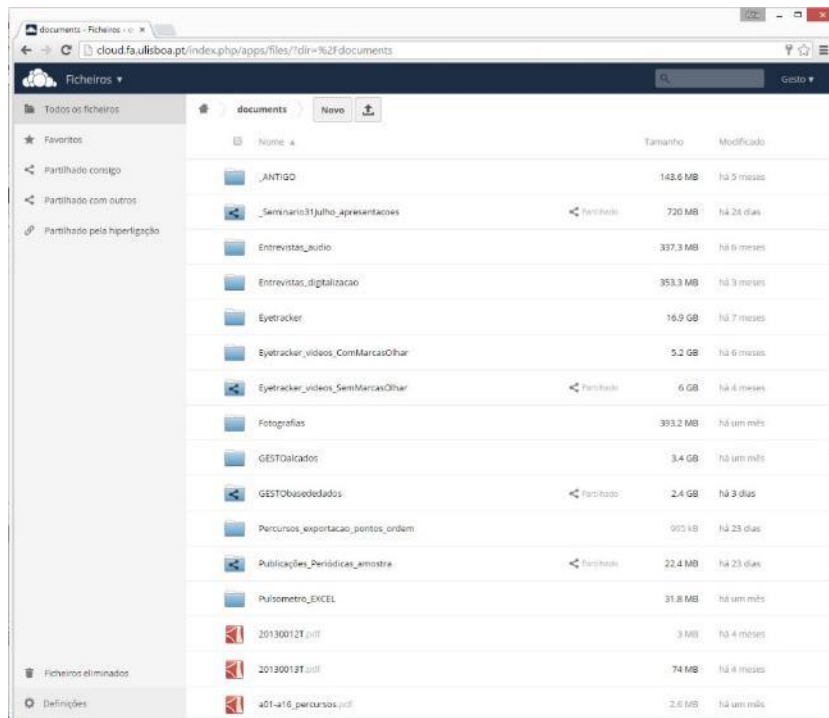 documents - Ficheiros - o
cloud.fa.ulisboa.pt/index.php/apps/files/?dir=%2Fdocuments
Ficheiros
Gesto
Todos os ficheiros
documents
Novo
Favoritos
Nome
Tamanho
Modificado
Partilhado consigo
_ANTIGO 143.6 MB há 5 meses
Partilhado com outros
_Seminario31Julho_apresentacoes Partilhado 720 MB há 24 dias
Partilhado pela hiperligação
Entrevistas_audio 337.3 MB há 6 meses
Entrevistas_digitalizacao 353.3 MB há 3 meses
Eyetracker 16.9 GB há 7 meses
Eyetracker_videos_ComMarcasOlhar 5.2 GB há 6 meses
Eyetracker_videos_SemMarcasOlhar Partilhado 6 GB há 4 meses
Fotografias 393.2 MB há um mês
GESTOalcados 3.4 GB há um mês
GESTObasededados Partilhado 2.4 GB há 3 dias
Percursos_exportacao_pontos_ordem kB há 23 dias
Publicações_Periódicas_amostra Partilhado 22.4 MB há 23 dias
Pulsometro_EXCEL 31.8 MB há um mês
20130012T.pdf 3 MB há 4 meses
Ficheiros eliminados
20130013T.pdf 74 MB há 4 meses
Definições
a01-a16_percursos.pdf 2.6 MB há um mês